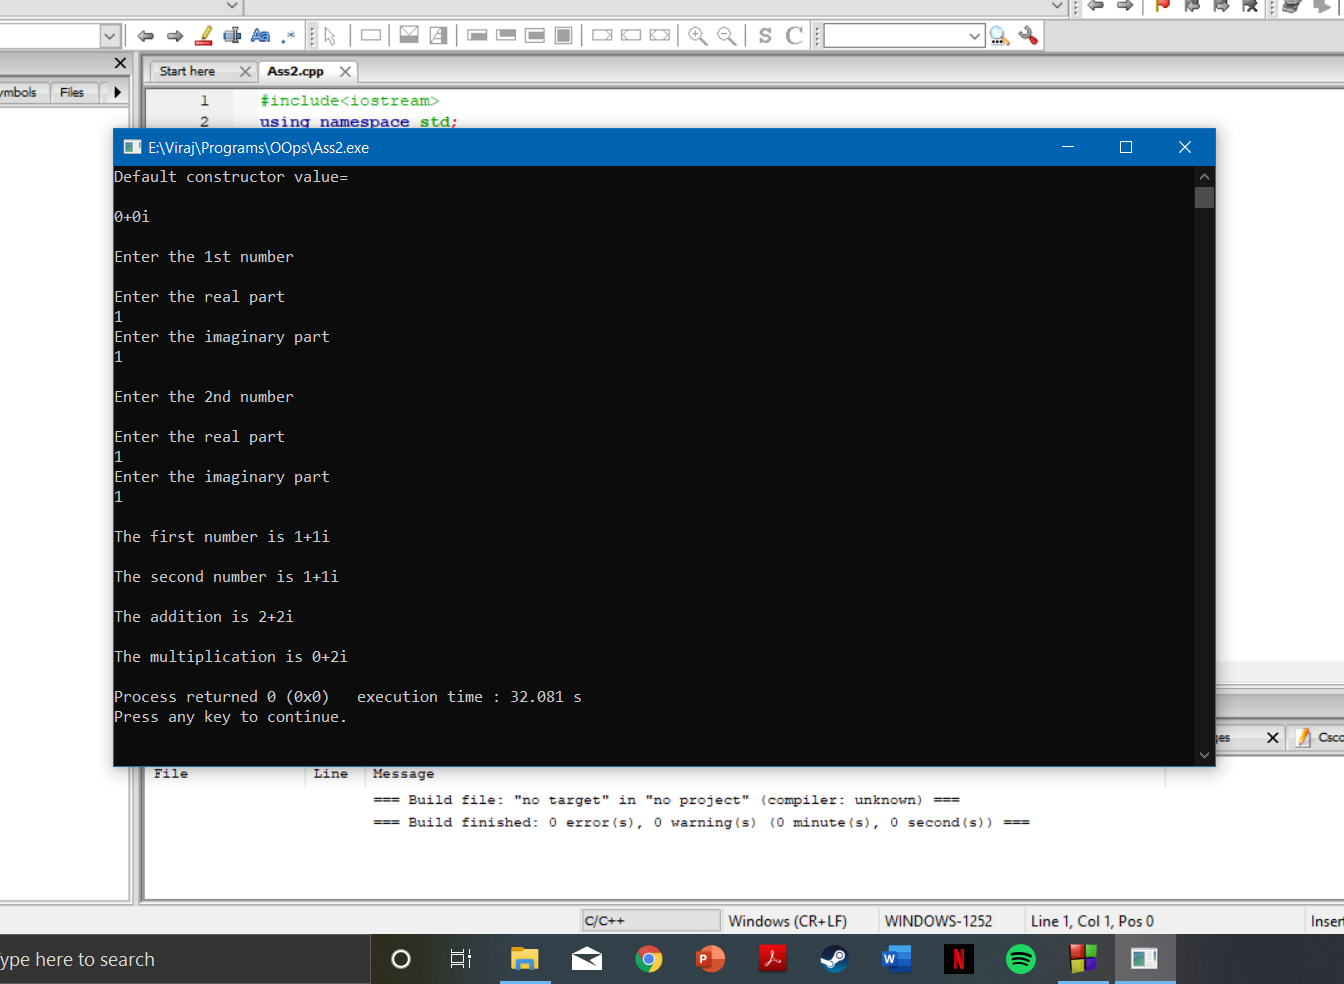 Start here
Ass2.cpp
Files
1 #include<iostream>
2 using namespace std;
E:\Viraj\Programs\OOps\Ass2.exe
Default constructor value=
0+0i
Enter the 1st number
Enter the real part
1
Enter the imaginary part
1
Enter the 2nd number
Enter the real part
1
Enter the imaginary part
1
The first number is 1+1i
The second number is 1+1i
The addition is 2+2i
The multiplication is 0+2i
Process returned 0 (0x0)   execution time : 32.081 s
Press any key to continue.
File Line Message
=== Build file: "no target" in "no project" (compiler: unknown) ===
=== Build finished: 0 error(s), 0 warning(s) (0 minute(s), 0 second(s)) ===
C/C++ Windows (CR+LF) WINDOWS-1252 Line 1, Col 1, Pos 0 Insert
ype here to search